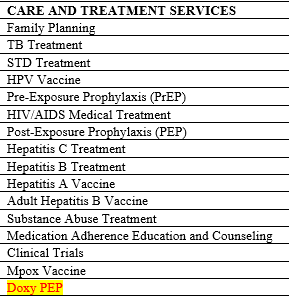 CARE AND TREATMENT SERVICES
Family Planning
TB Treatment
STD Treatment
HPV Vaccine
Pre-Exposure Prophylaxis (PrEP)
HIV/AIDS Medical Treatment
Post-Exposure Prophylaxis (PEP)
Hepatitis C Treatment
Hepatitis B Treatment
Hepatitis A Vaccine
Adult Hepatitis B Vaccine
Substance Abuse Treatment
Medication Adherence Education and Counseling
Clinical Trials
Mpox Vaccine
Doxy PEP